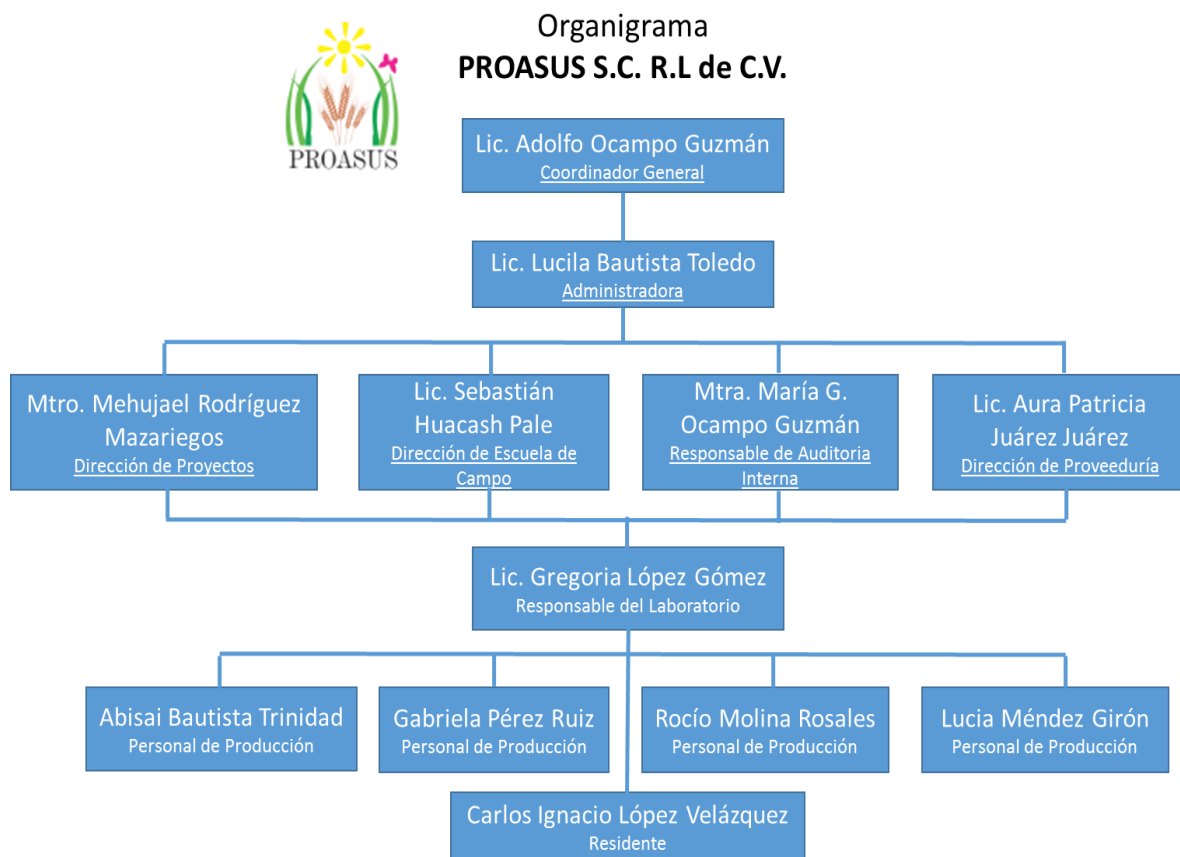 Organigrama
PROASUS S.C. R.L de C.V.
PROASUS
Lic. Adolfo Ocampo Guzmán
Coordinador General
Lic. Lucila Bautista Toledo
Administradora
Mtro. Mehujael Rodríguez
Mazariegos
Dirección de Proyectos
Lic. Sebastián
Huacash Pale
Dirección de Escuela de
Campo
Mtra. María G.
Ocampo Guzmán
Responsable de Auditoria
Interna
Lic. Aura Patricia
Juárez Juárez
Dirección de Proveeduría
Lic. Gregoria López Gómez
Responsable del Laboratorio
Abisai Bautista Trinidad
Personal de Producción
Gabriela Pérez Ruiz
Personal de Producción
Rocío Molina Rosales
Personal de Producción
Lucia Méndez Girón
Personal de Producción
Carlos Ignacio López Velázquez
Residente